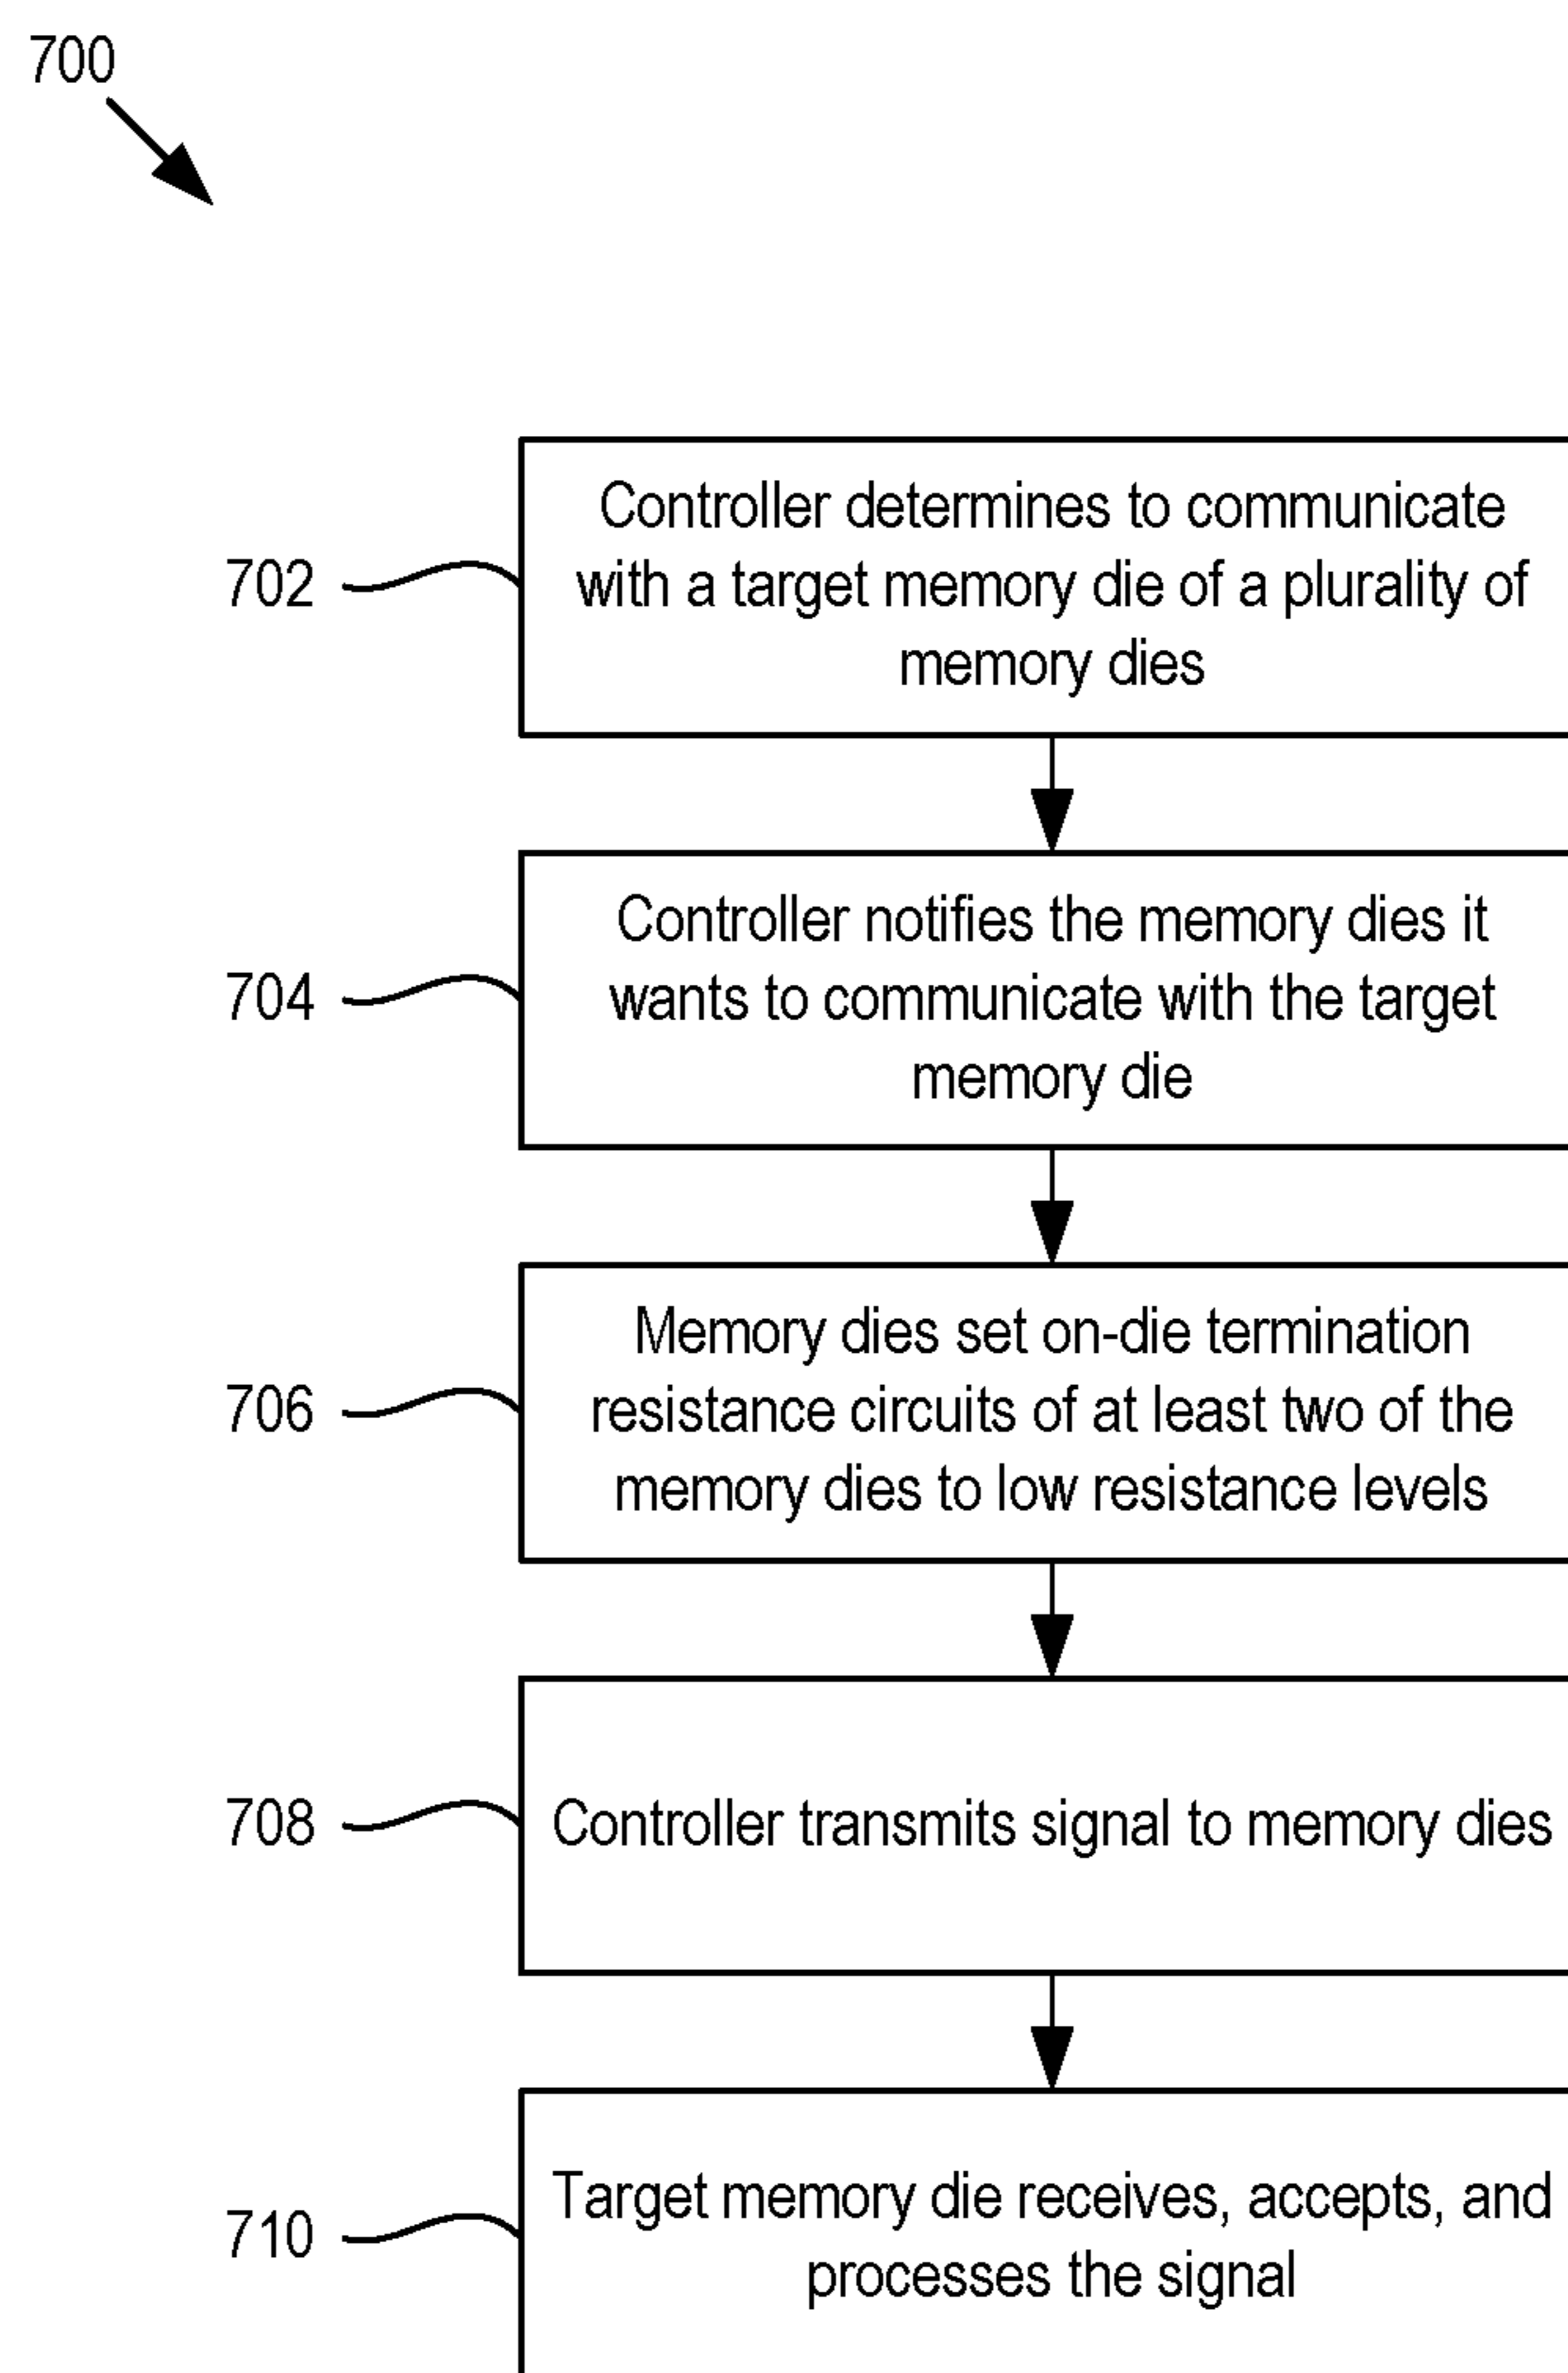 700
702
Controller determines to communicate
with a target memory die of a plurality of
memory dies
704
Controller notifies the memory dies it
wants to communicate with the target
memory die
706
Memory dies set on-die termination
resistance circuits of at least two of the
memory dies to low resistance levels
708
Controller transmits signal to memory dies
710
Target memory die receives, accepts, and
processes the signal